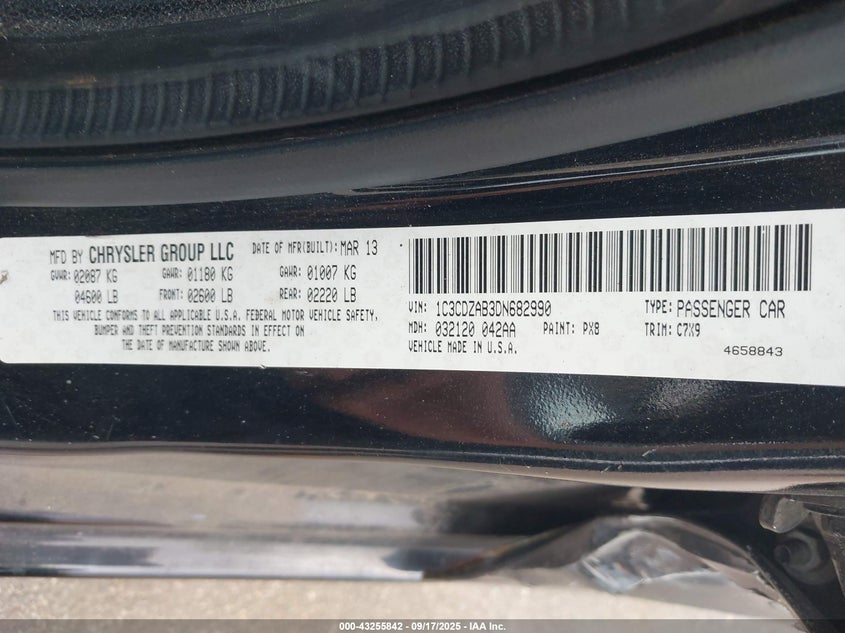 MFD BY CHRYSLER GROUP LLC DATE OF MFR(BUILT): MAR 13
GVWR: 02087 KG GAWR: 01180 KG GAWR: 01007 KG
04600 LB FRONT: 02600 LB REAR: 02220 LB
THIS VEHICLE CONFORMS TO ALL APPLICABLE U.S.A. FEDERAL MOTOR VEHICLE SAFETY,
BUMPER AND THEFT PREVENTION STANDARDS IN EFFECT ON
THE DATE OF MANUFACTURE SHOWN ABOVE.
VIN: 1C3CDZAB3DN682990 TYPE: PASSENGER CAR
MDH: 032120 042AA PAINT: PX8 TRIM: C7X9
VEHICLE MADE IN U.S.A. 4658843
000-43255842 - 09/17/2025 - IAA Inc.